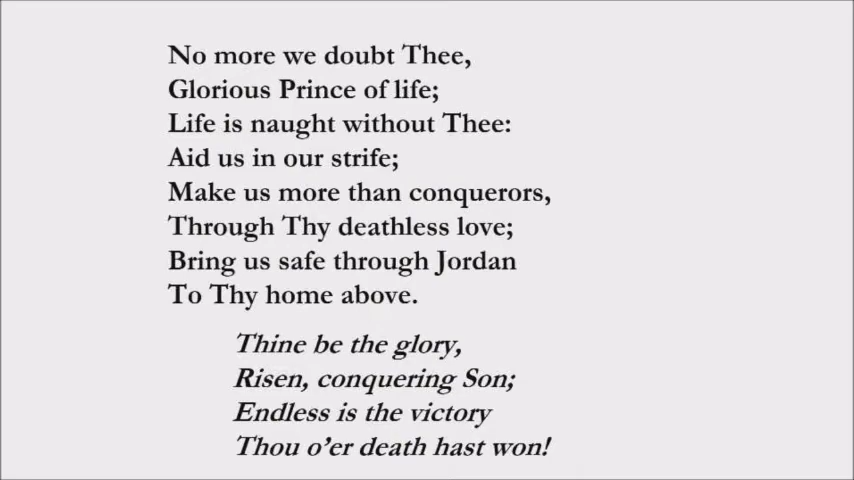 No more we doubt Thee,
Glorious Prince of life;
Life is naught without Thee:
Aid us in our strife;
Make us more than conquerors,
Through Thy deathless love;
Bring us safe through Jordan
To Thy home above.
Thine be the glory,
Risen, conquering Son;
Endless is the victory
Thou o’er death hast won!